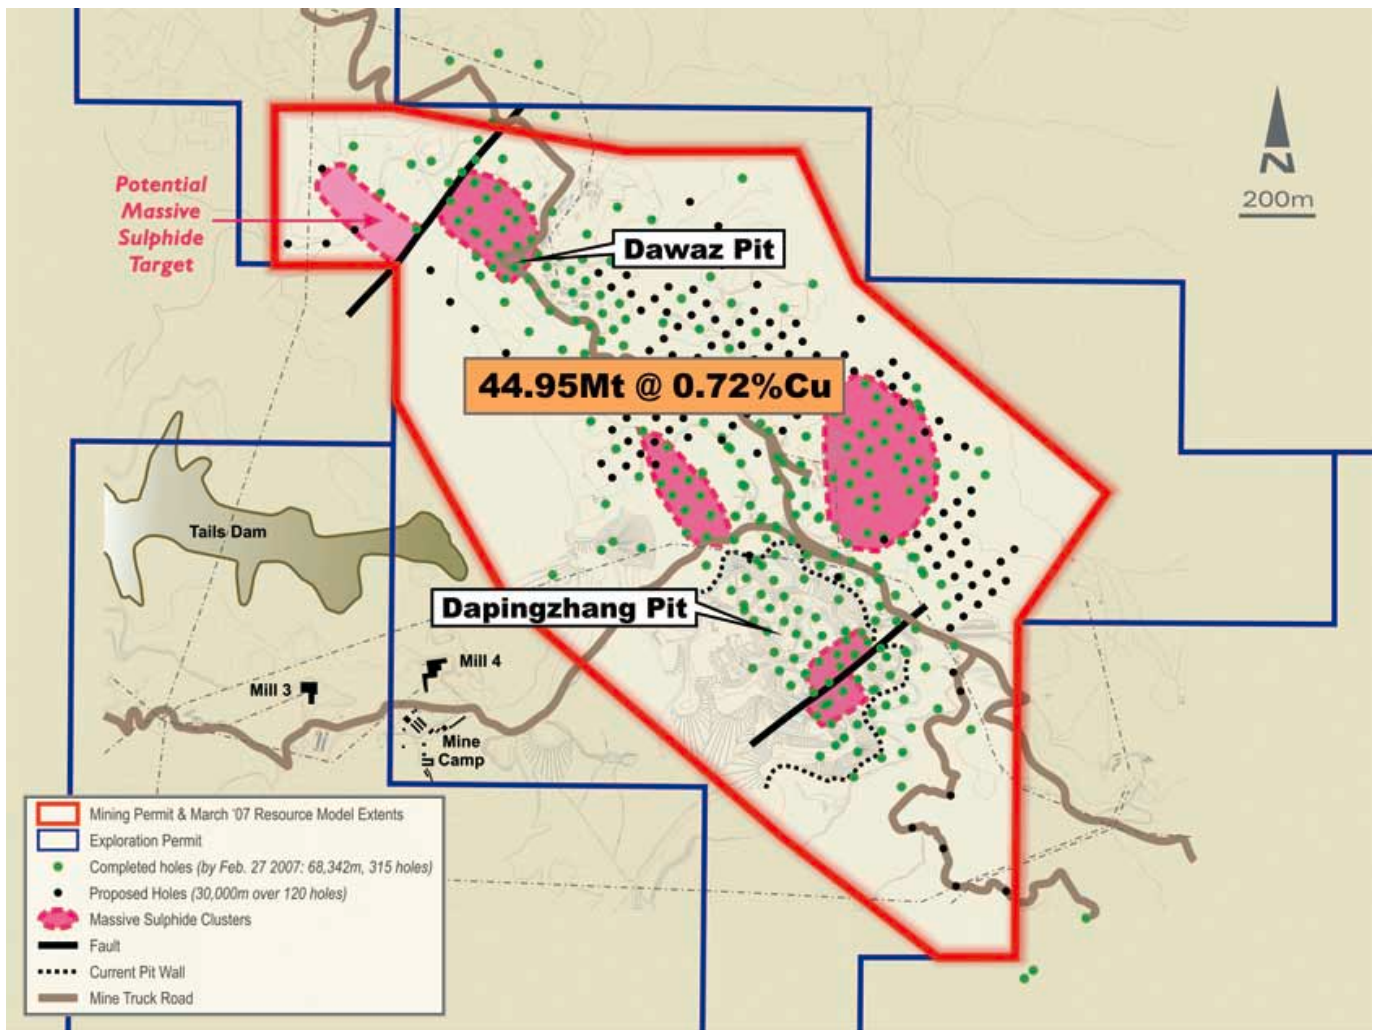 Potential
Massive
Sulphide
Target
N
200m
Dawaz Pit
44.95Mt @ 0.72%Cu
Tails Dam
Dapingzhang Pit
Mill 4
Mill 3
Mine
Camp
Mining Permit & March '07 Resource Model Extents
Exploration Permit
Completed holes (by Feb. 27 2007: 68,342m, 315 holes)
Proposed Holes (30,000m over 120 holes)
Massive Sulphide Clusters
Fault
Current Pit Wall
Mine Truck Road